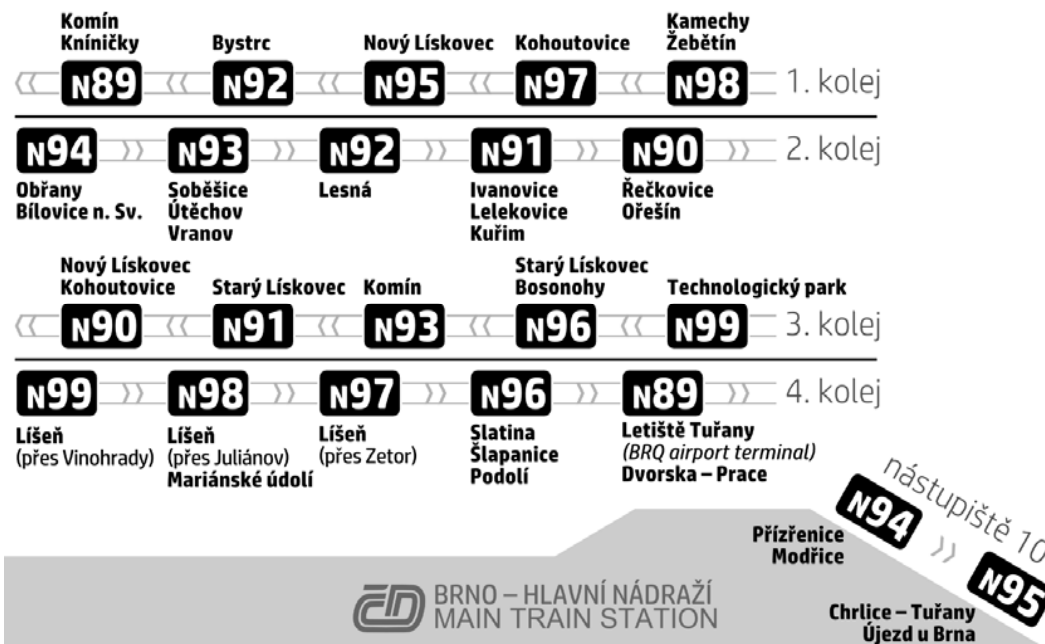 Komín
Kníničky
Bystrc
Nový Lískovec
Kohoutovice
Kamechy
Žebětín
N89 N92 N95 N97 N98 1. kolej
N94 N93 N92 N91 N90 2. kolej
Obřany
Bílovice n. Sv.
Soběšice
Útěchov
Vranov
Lesná
Ivanovice
Lelekovice
Kuřim
Řečkovice
Ořešín
Nový Lískovec
Kohoutovice
Starý Lískovec
Komín
Starý Lískovec
Bosonohy
Technologický park
N90 N91 N93 N96 N99 3. kolej
N99 N98 N97 N96 N89 4. kolej
Líšeň
(přes Vinohrady)
Líšeň
(přes Juliánov)
Mariánské údolí
Líšeň
(přes Zetor)
Slatina
Šlapanice
Podolí
Letiště Tuřany
(BRQ airport terminal)
Dvorska – Prace
nástupiště 10
N94
N95
Přízřenice
Modřice
Chrlice – Tuřany
Újezd u Brna
ČD
BRNO – HLAVNÍ NÁDRAŽÍ
MAIN TRAIN STATION